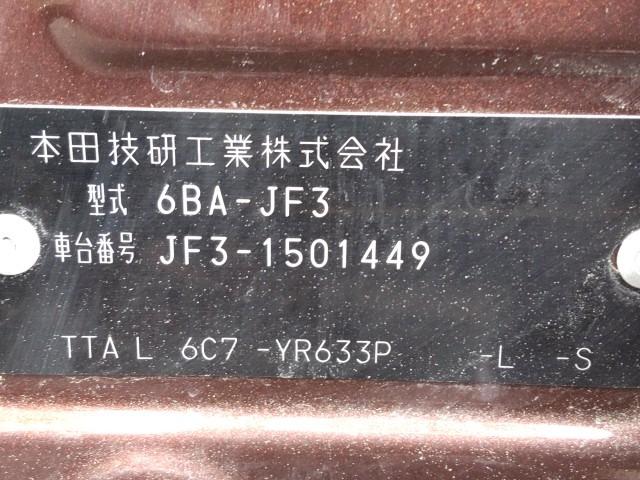 本田技研工業株式会社
型式 6BA-JF3
車台番号 JF3-1501449
TTA L 6C7 -YR633P -L -S